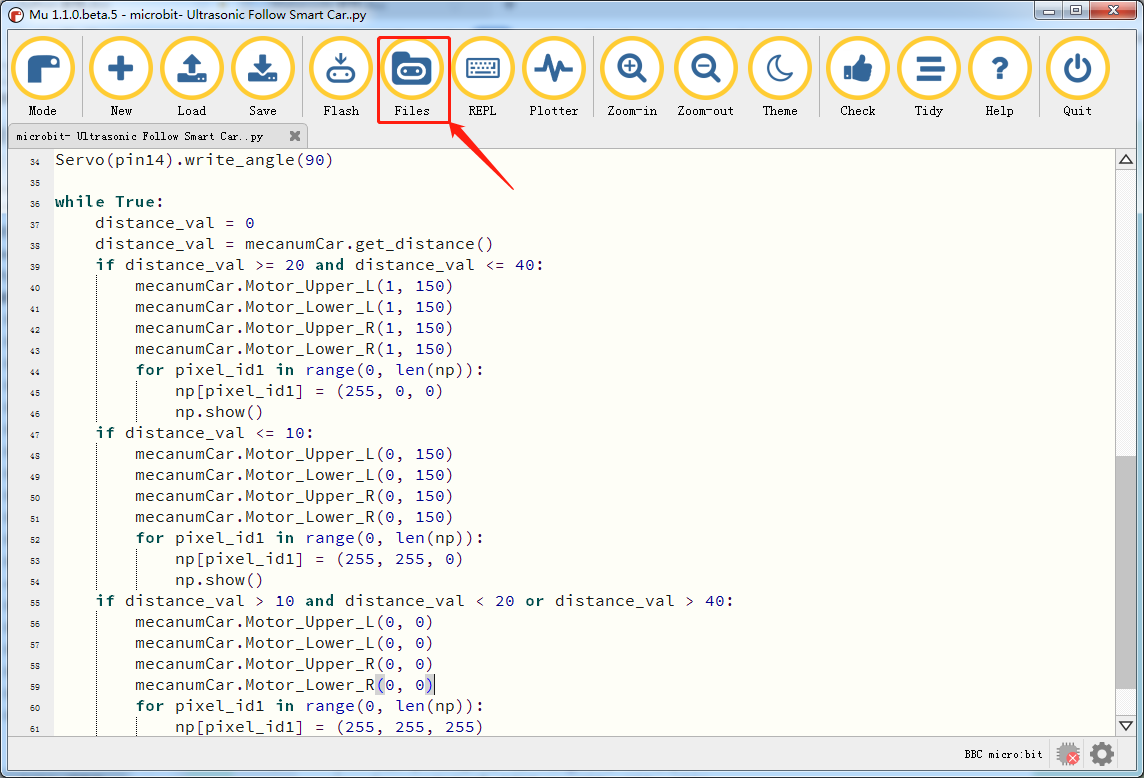 Mu 1.1.0.beta.5 - microbit- Ultrasonic Follow Smart Car..py
Mode New Load Save Flash Files REPL Plotter Zoom-in Zoom-out Theme Check Tidy Help Quit
microbit- Ultrasonic Follow Smart Car..py
34 Servo(pin14).write_angle(90)
35
36 while True:
37     distance_val = 0
38     distance_val = mecanumCar.get_distance()
39     if distance_val >= 20 and distance_val <= 40:
40         mecanumCar.Motor_Upper_L(1, 150)
41         mecanumCar.Motor_Lower_L(1, 150)
42         mecanumCar.Motor_Upper_R(1, 150)
43         mecanumCar.Motor_Lower_R(1, 150)
44         for pixel_id1 in range(0, len(np)):
45             np[pixel_id1] = (255, 0, 0)
46             np.show()
47     if distance_val <= 10:
48         mecanumCar.Motor_Upper_L(0, 150)
49         mecanumCar.Motor_Lower_L(0, 150)
50         mecanumCar.Motor_Upper_R(0, 150)
51         mecanumCar.Motor_Lower_R(0, 150)
52         for pixel_id1 in range(0, len(np)):
53             np[pixel_id1] = (255, 255, 0)
54             np.show()
55     if distance_val > 10 and distance_val < 20 or distance_val > 40:
56         mecanumCar.Motor_Upper_L(0, 0)
57         mecanumCar.Motor_Lower_L(0, 0)
58         mecanumCar.Motor_Upper_R(0, 0)
59         mecanumCar.Motor_Lower_R(0, 0)
60         for pixel_id1 in range(0, len(np)):
61             np[pixel_id1] = (255, 255, 255)
BBC micro:bit